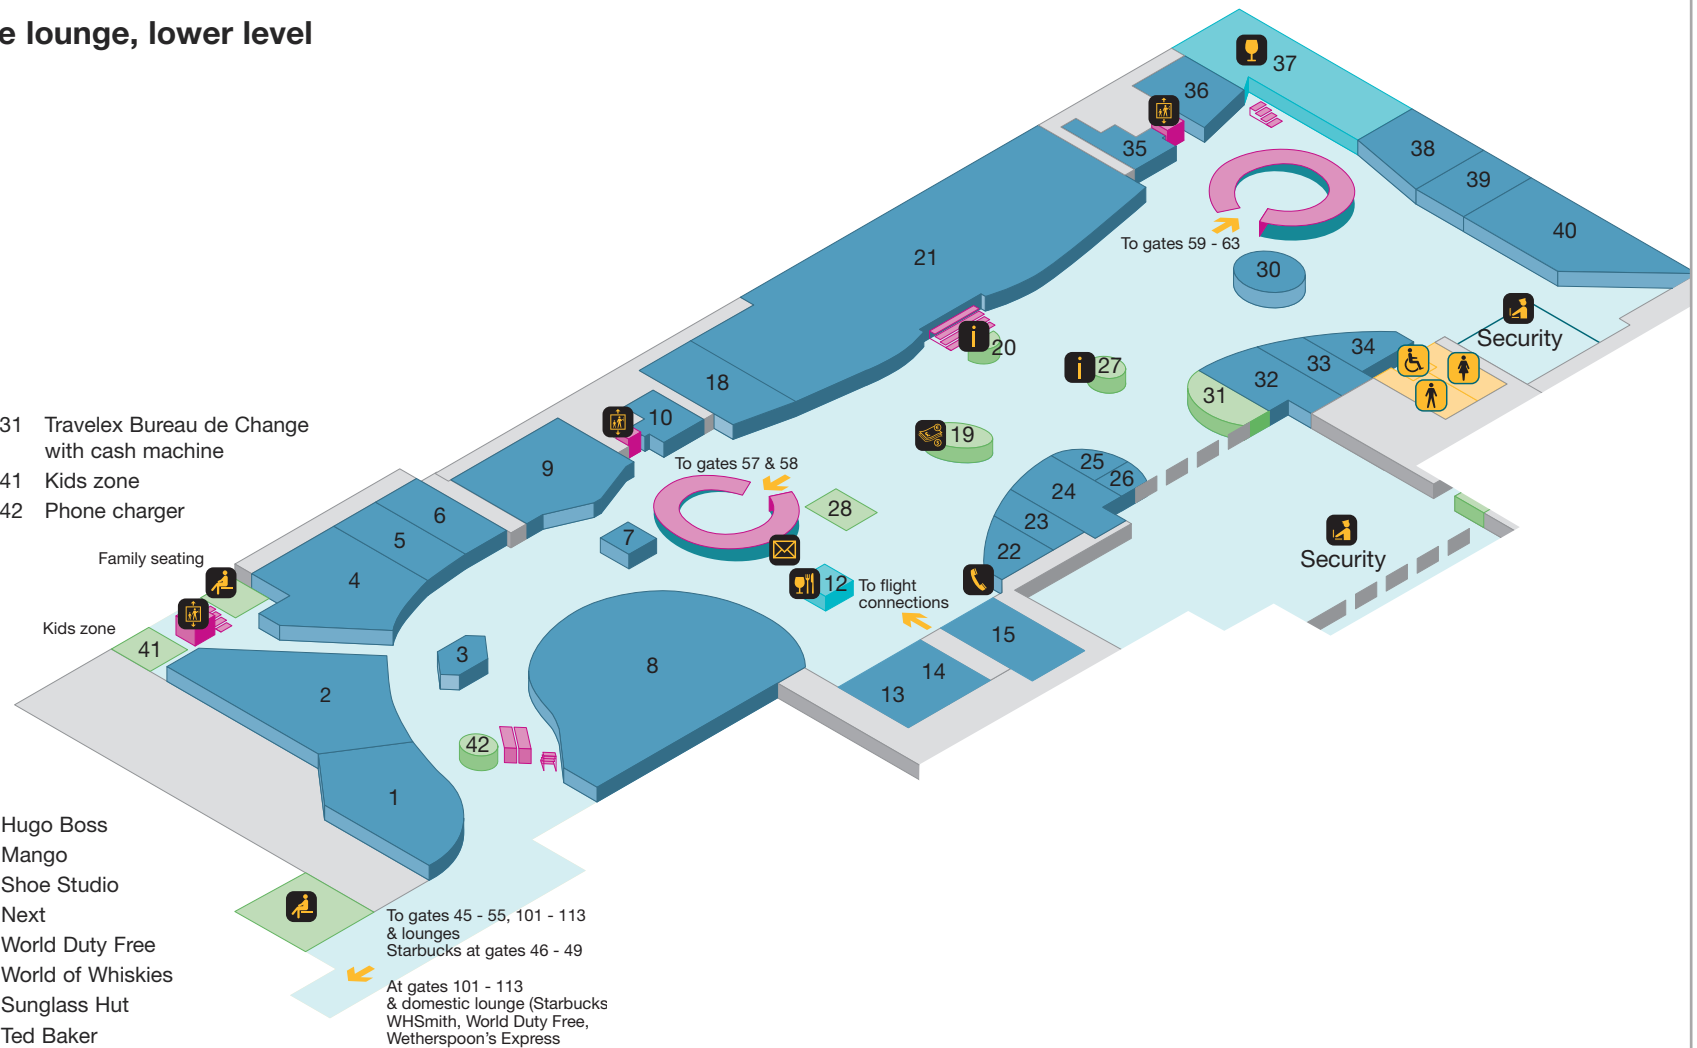 e lounge, lower level
37
36
38
35
39
40
21
To gates 59 - 63
30
Security
20
27
34
33
32
31
18
10
19
31 Travelex Bureau de Change
with cash machine
41 Kids zone
42 Phone charger
9
To gates 57 & 58
25
26
24
28
23
22
6
5
4
7
12
To flight
connections
Security
Family seating
Kids zone
41
3
8
15
14
13
2
42
1
Hugo Boss
Mango
Shoe Studio
Next
World Duty Free
World of Whiskies
Sunglass Hut
Ted Baker
To gates 45 - 55, 101 - 113
& lounges
Starbucks at gates 46 - 49
At gates 101 - 113
& domestic lounge (Starbucks
WHSmith, World Duty Free,
Wetherspoon's Express